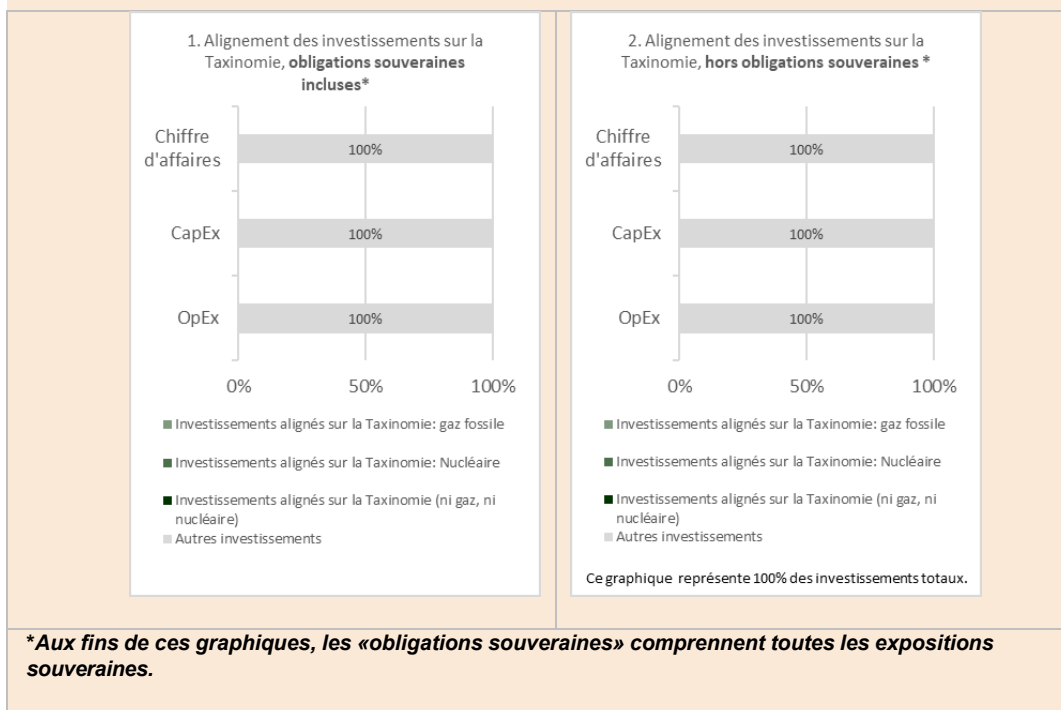 1. Alignement des investissements sur la
Taxinomie, obligations souveraines
incluses*
Chiffre
d'affaires
100%
CapEx
100%
OpEx
100%
0% 50% 100%
Investissements alignés sur la Taxinomie: gaz fossile
Investissements alignés sur la Taxinomie: Nucléaire
Investissements alignés sur la Taxinomie (ni gaz, ni
nucléaire)
Autres investissements
2. Alignement des investissements sur la
Taxinomie, hors obligations souveraines *
Chiffre
d'affaires
100%
CapEx
100%
OpEx
100%
0% 50% 100%
Investissements alignés sur la Taxinomie: gaz fossile
Investissements alignés sur la Taxinomie: Nucléaire
Investissements alignés sur la Taxinomie (ni gaz, ni
nucléaire)
Autres investissements
Ce graphique représente 100% des investissements totaux.
*Aux fins de ces graphiques, les «obligations souveraines» comprennent toutes les expositions
souveraines.